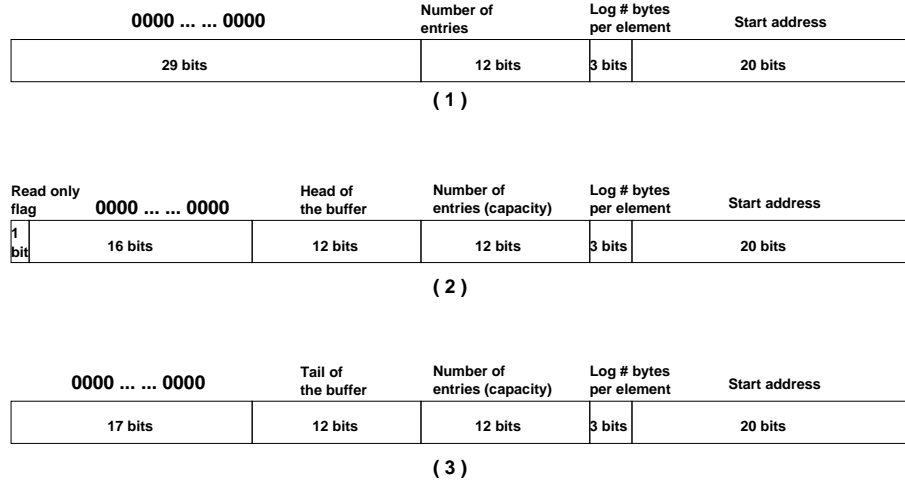 0000 ... ... 0000
Number of
entries
Log # bytes
per element
Start address
29 bits
12 bits
3 bits
20 bits
( 1 )
Read only
flag
0000 ... ... 0000
Head of
the buffer
Number of
entries (capacity)
Log # bytes
per element
Start address
1
bit
16 bits
12 bits
12 bits
3 bits
20 bits
( 2 )
0000 ... ... 0000
Tail of
the buffer
Number of
entries (capacity)
Log # bytes
per element
Start address
17 bits
12 bits
12 bits
3 bits
20 bits
( 3 )